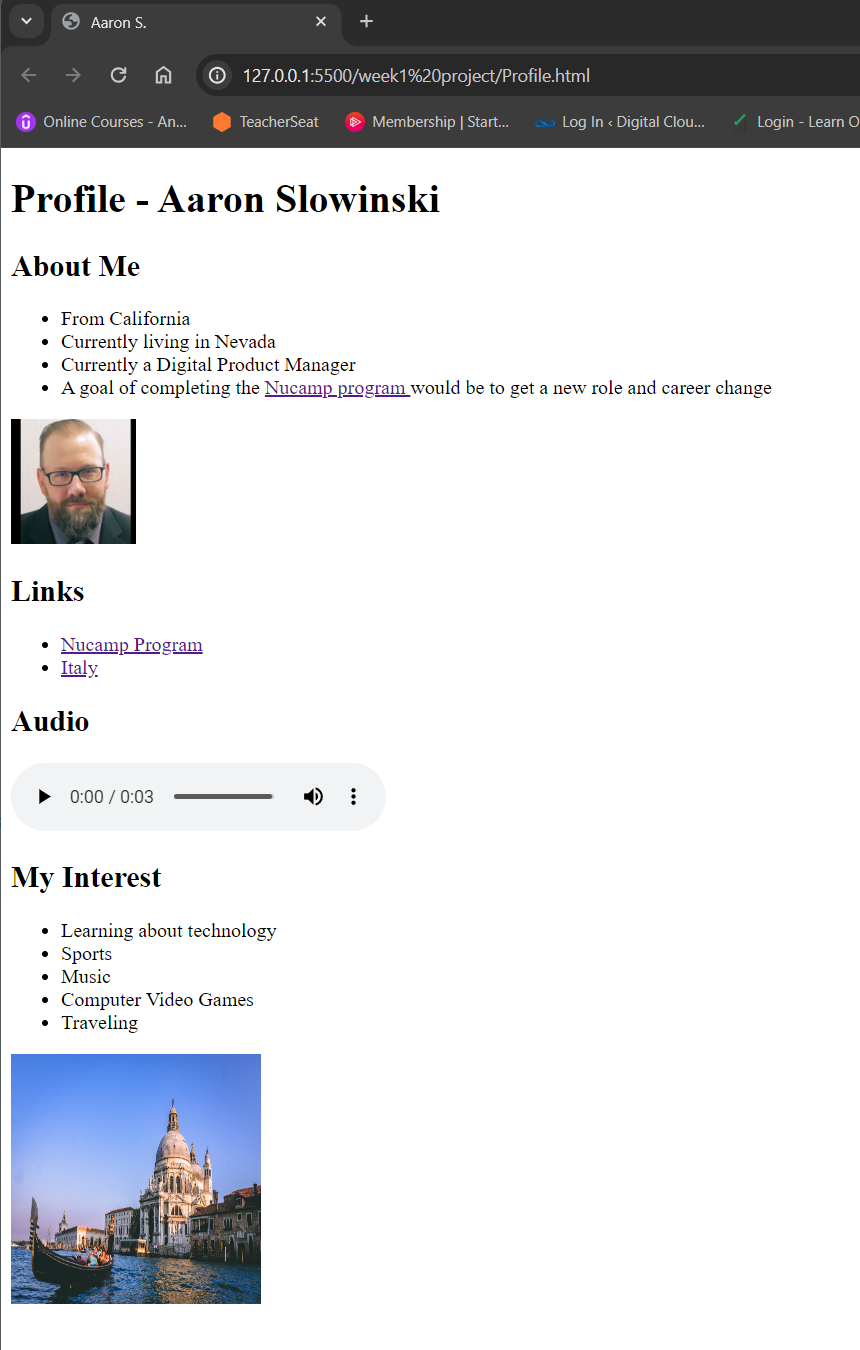 Aaron S.
127.0.0.1:5500/week1%20project/Profile.html
Online Courses - An... TeacherSeat Membership | Start... Log In ‹ Digital Clou... Login - Learn O
Profile - Aaron Slowinski
About Me
From California
Currently living in Nevada
Currently a Digital Product Manager
A goal of completing the Nucamp program would be to get a new role and career change
Links
Nucamp Program
Italy
Audio
0:00 / 0:03
My Interest
Learning about technology
Sports
Music
Computer Video Games
Traveling